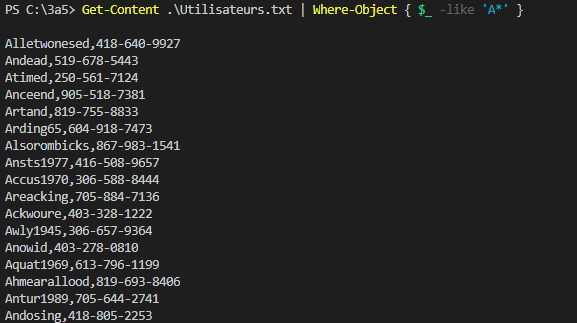 PS C:\3a5> Get-Content .\Utilisateurs.txt | Where-Object { $_ -like 'A*' }
Alletwonesed,418-640-9927
Andead,519-678-5443
Atimed,250-561-7124
Anceend,905-518-7381
Artand,819-755-8833
Arding65,604-918-7473
Alsorombicks,867-983-1541
Ansts1977,416-508-9657
Accus1970,306-588-8444
Areacking,705-884-7136
Ackwoure,403-328-1222
Awly1945,306-657-9364
Anowid,403-278-0810
Aquat1969,613-796-1199
Ahmearallood,819-693-8406
Antur1989,705-644-2741
Andosing,418-805-2253